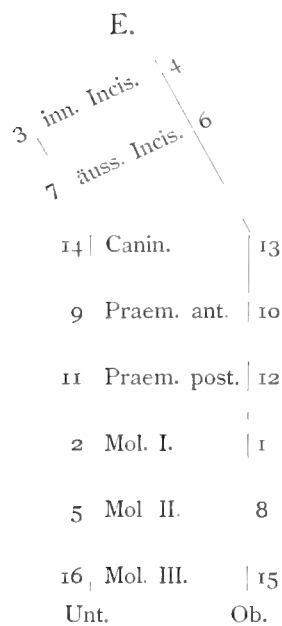 E.
3 inn. Incis. 4
7 äuss. Incis. 6
14 Canin. 13
9 Praem. ant. 10
11 Praem. post. 12
2 Mol. I. 1
5 Mol II. 8
16 Mol. III. 15
Unt. Ob.